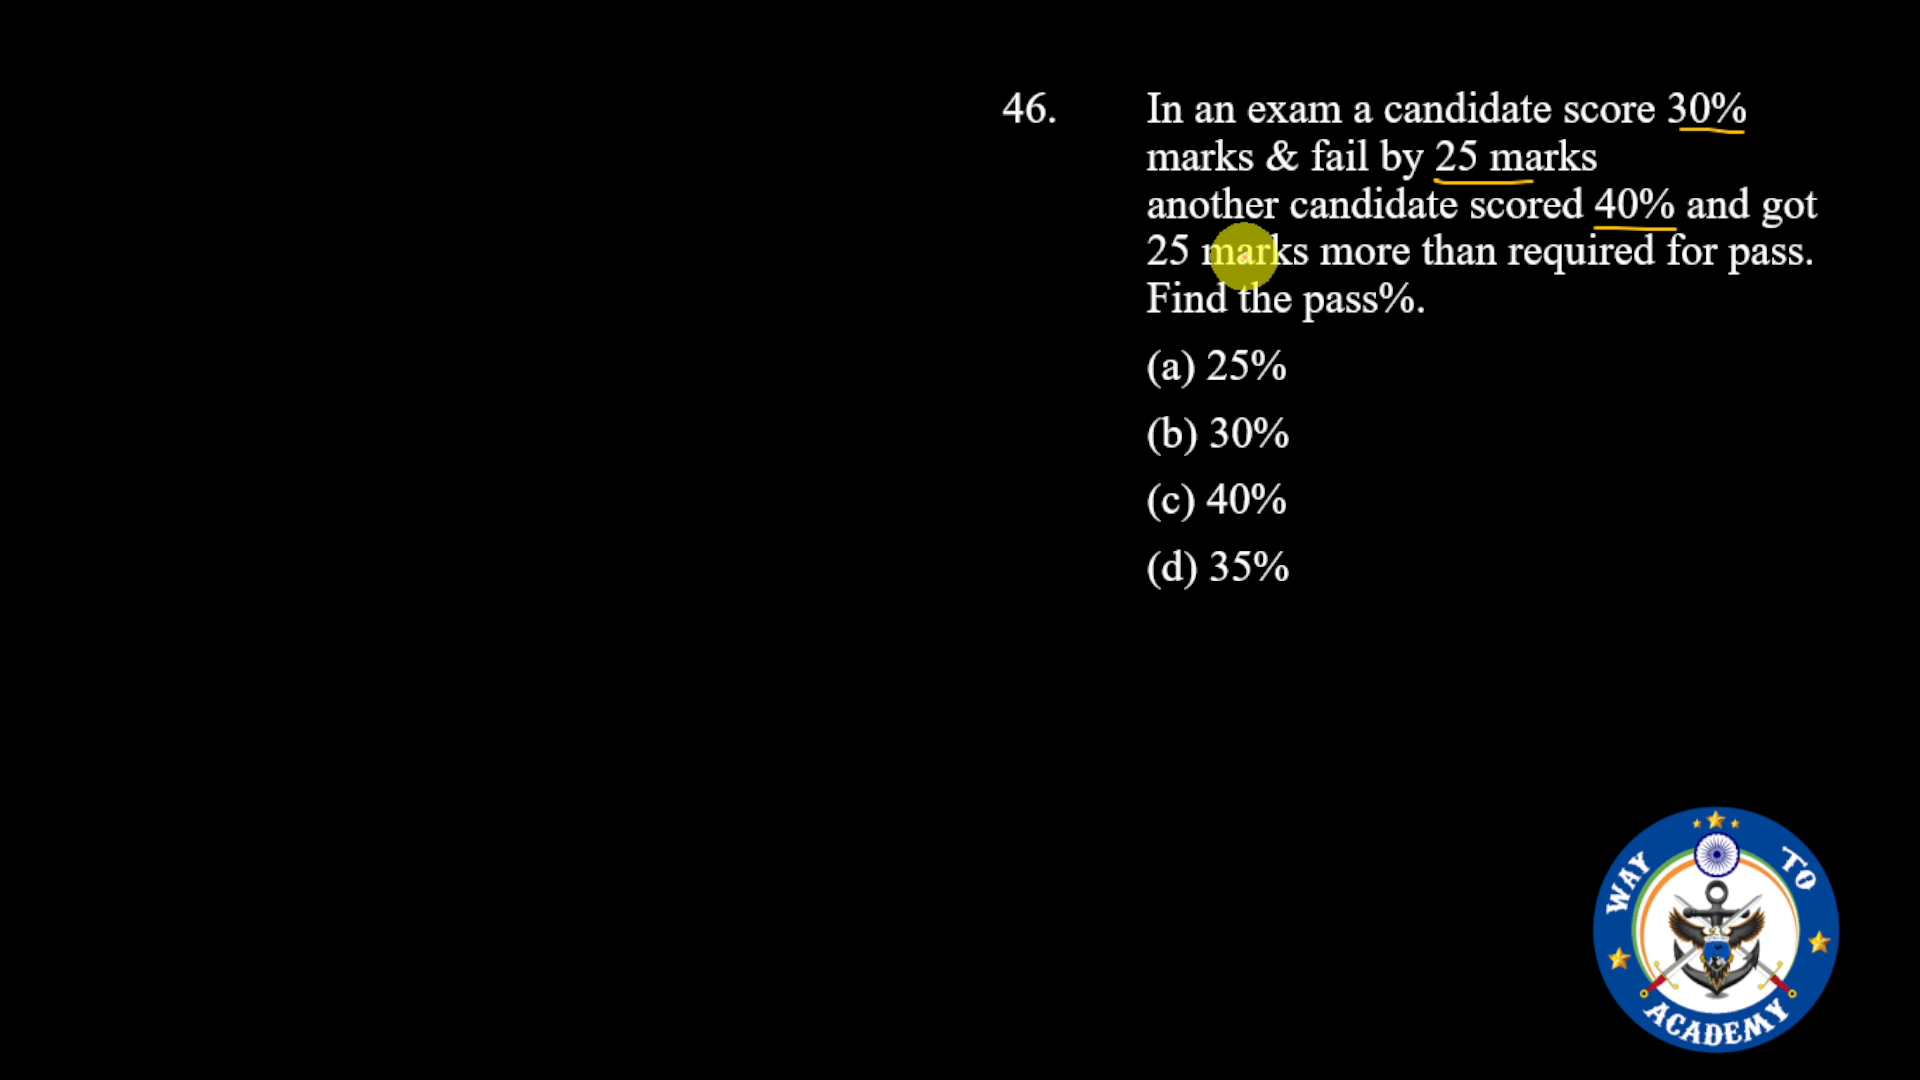 46. In an exam a candidate score 30%
marks & fail by 25 marks
another candidate scored 40% and got
25 marks more than required for pass.
Find the pass%.
(a) 25%
(b) 30%
(c) 40%
(d) 35%
WAY TO
ACADEMY